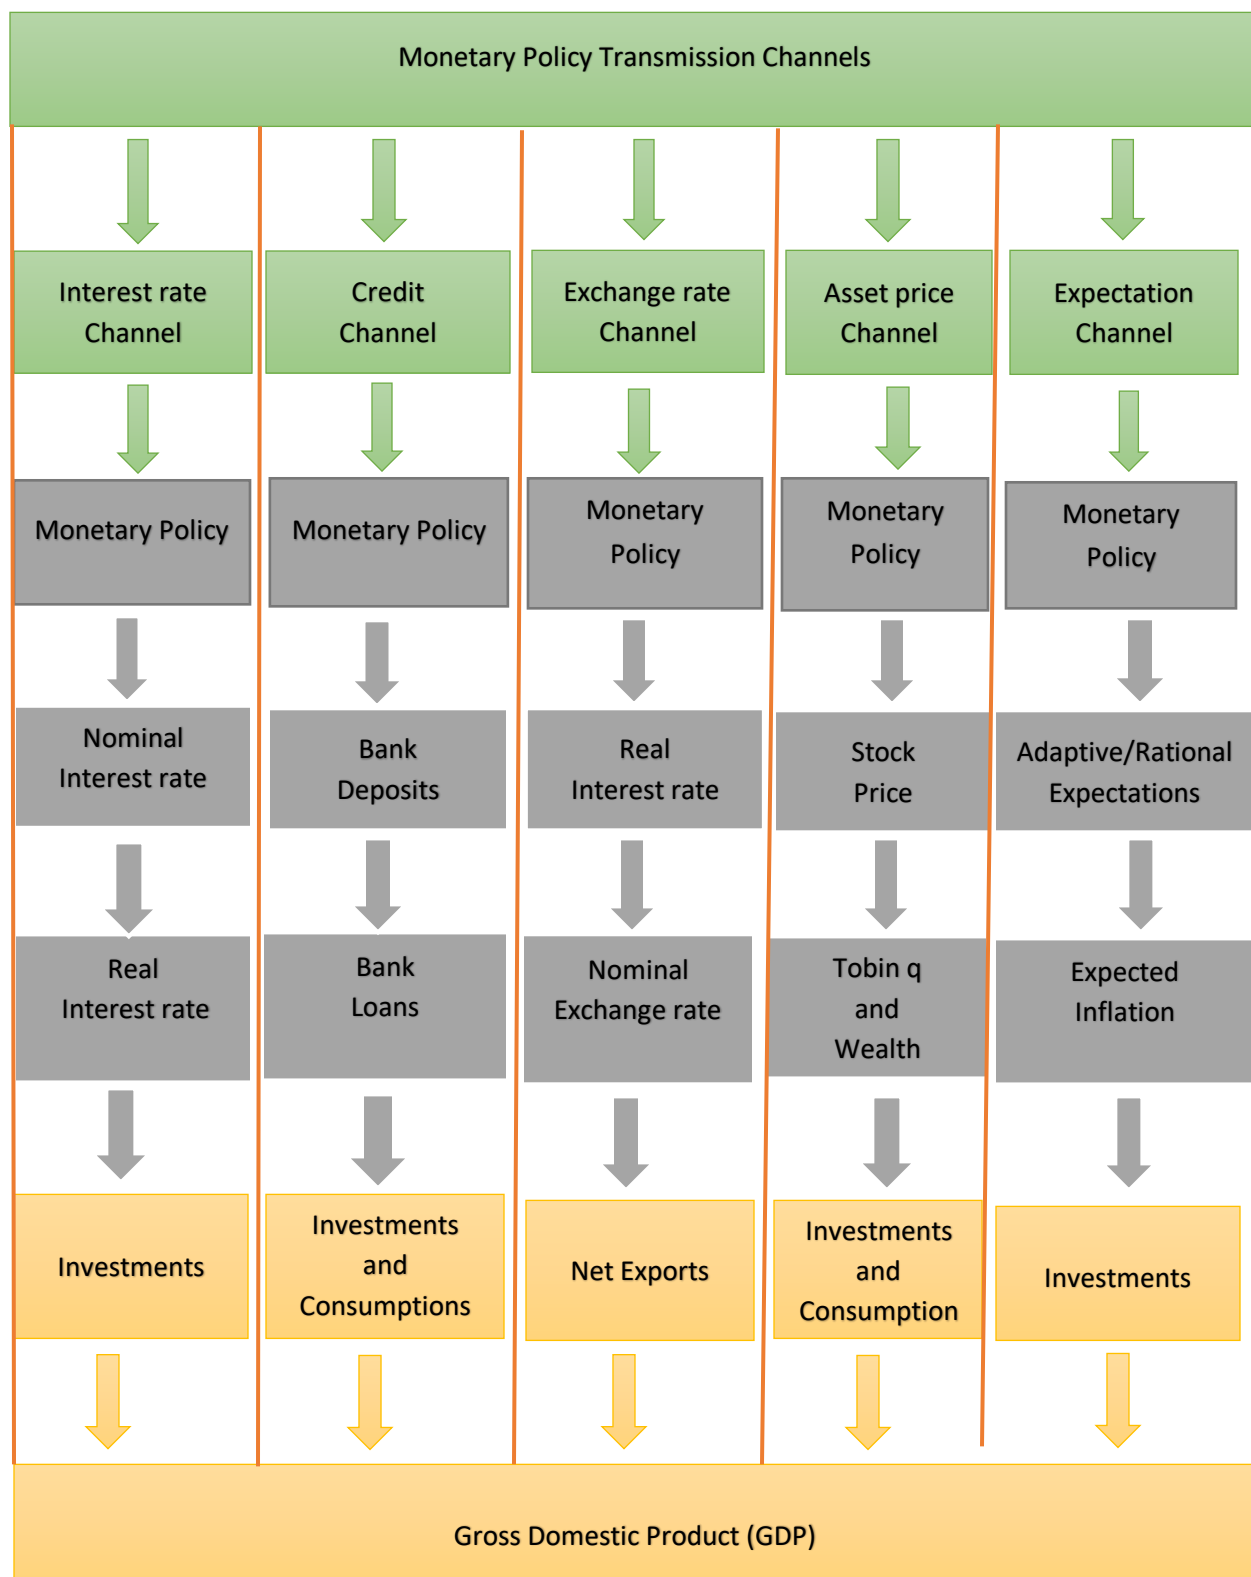 Monetary Policy Transmission Channels
Interest rate
Channel
Credit
Channel
Exchange rate
Channel
Asset price
Channel
Expectation
Channel
Monetary Policy
Monetary Policy
Monetary
Policy
Monetary
Policy
Monetary
Policy
Nominal
Interest rate
Bank
Deposits
Real
Interest rate
Stock
Price
Adaptive/Rational
Expectations
Real
Interest rate
Bank
Loans
Nominal
Exchange rate
Tobin q
and
Wealth
Expected
Inflation
Investments
Investments
and
Consumptions
Net Exports
Investments
and
Consumption
Investments
Gross Domestic Product (GDP)